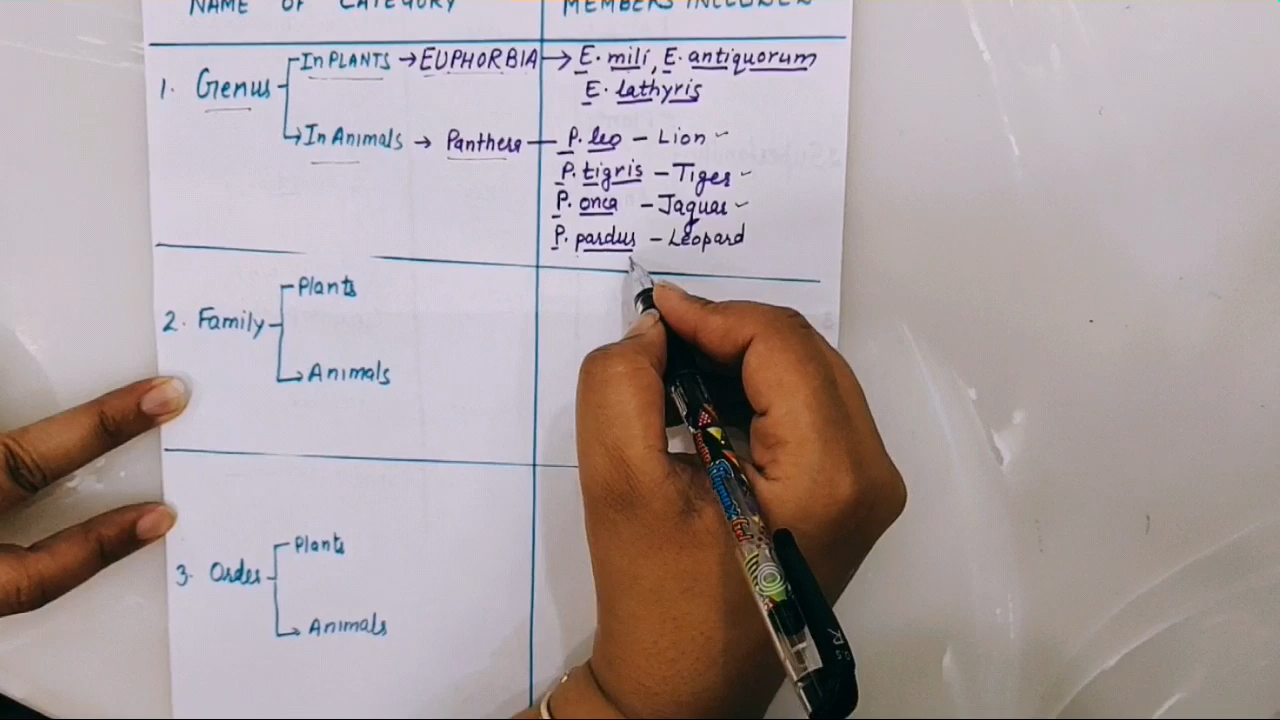 NAME OF CATEGORY MEMBERS INCLUDED
In PLANTS → EUPHORBIA → E. mili, E. antiquorum
1. Genus E. lathyris
In Animals → Panthera — P. leo – Lion
P. tigris – Tiger
P. onca – Jaguar
P. pardus – Leopard
Plants
2. Family
Animals
Plants
3. Order
Animals